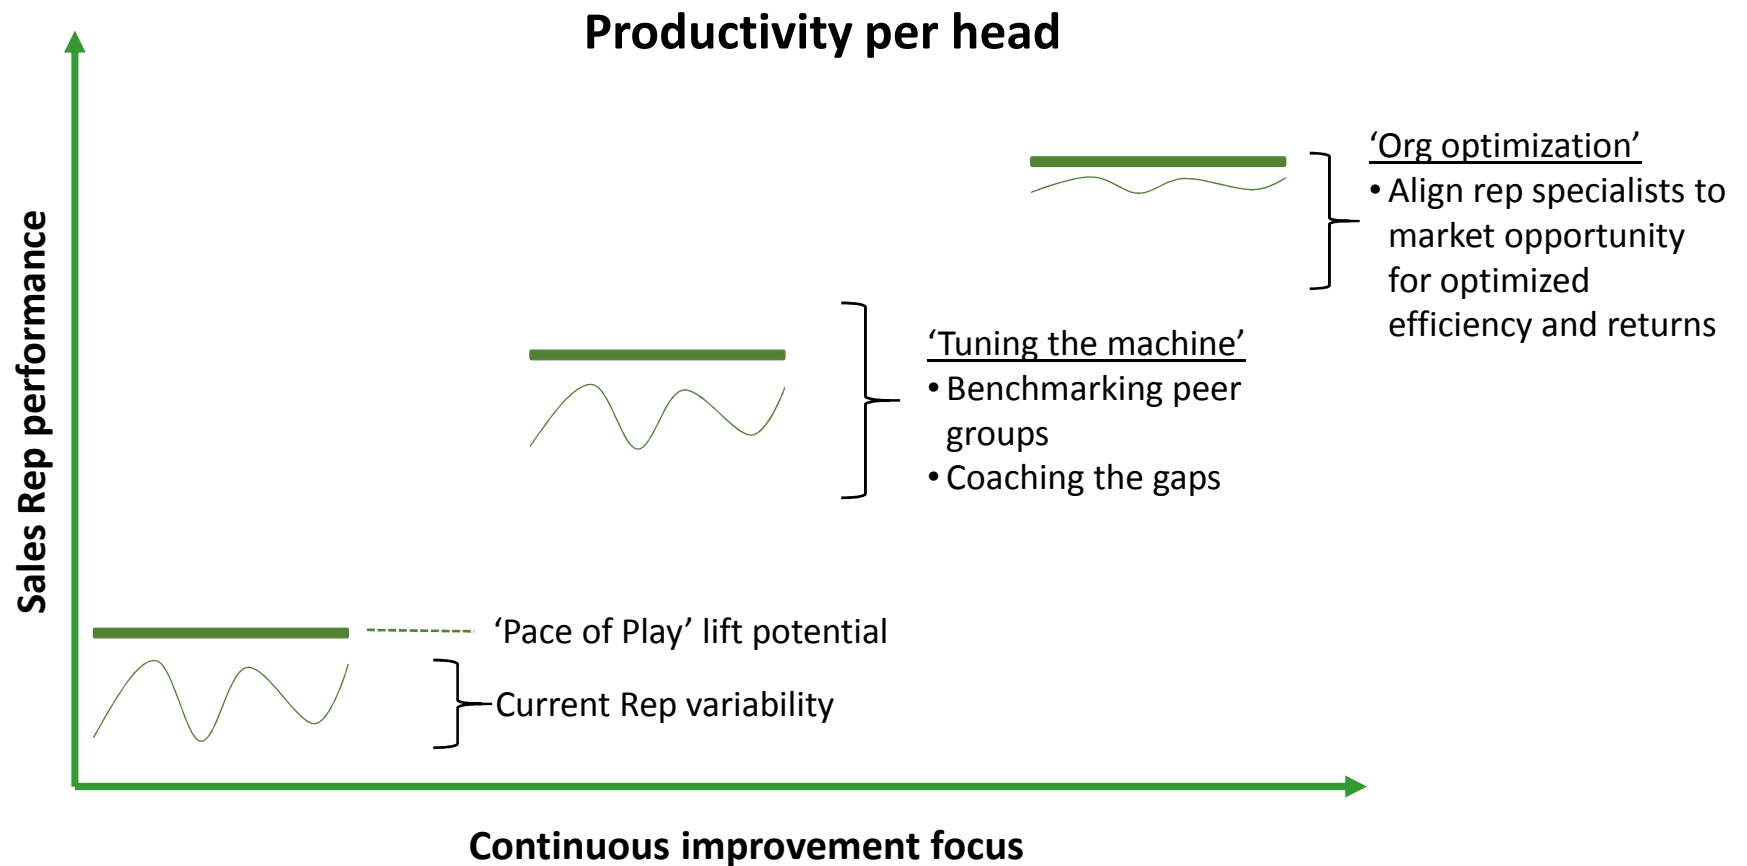 Productivity per head
Sales Rep performance
‘Org optimization’
• Align rep specialists to
market opportunity
for optimized
efficiency and returns
‘Tuning the machine’
• Benchmarking peer
groups
• Coaching the gaps
‘Pace of Play’ lift potential
Current Rep variability
Continuous improvement focus